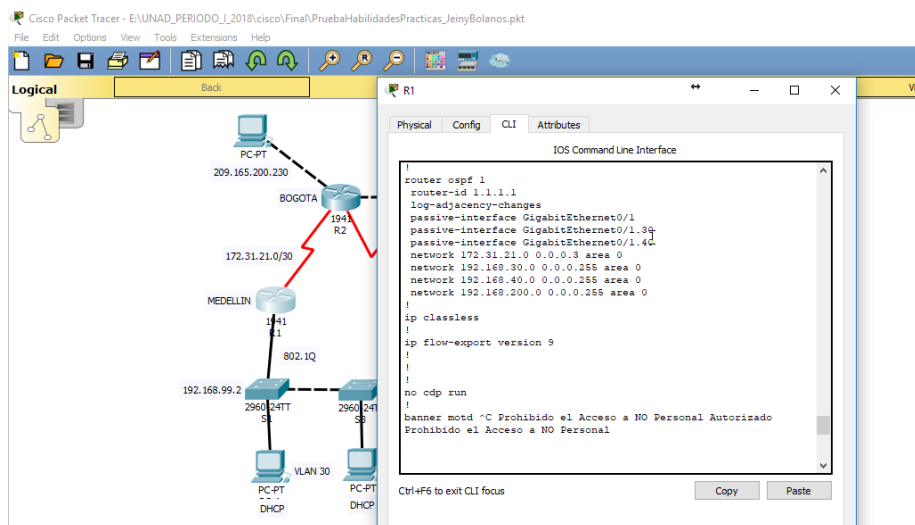 Cisco Packet Tracer - E:\UNAD_PERIODO_I_2018\cisco\Final\PruebaHabilidadesPracticas_JeinyBolanos.pkt
File Edit Options View Tools Extensions Help
Logical
Back
PC-PT
209.165.200.230
BOGOTA
1941
R2
172.31.21.0/30
MEDELLIN
1941
R1
802.1Q
192.168.99.2
2960-24TT
S1
S3
VLAN 30
PC-PT
DHCP
PC-PT
DHCP
R1
Physical Config CLI Attributes
IOS Command Line Interface
!
router ospf 1
router-id 1.1.1.1
log-adjacency-changes
passive-interface GigabitEthernet0/1
passive-interface GigabitEthernet0/1.30
passive-interface GigabitEthernet0/1.40
network 172.31.21.0 0.0.0.3 area 0
network 192.168.30.0 0.0.0.255 area 0
network 192.168.40.0 0.0.0.255 area 0
network 192.168.200.0 0.0.0.255 area 0
!
ip classless
!
ip flow-export version 9
!
!
!
no cdp run
!
banner motd ^C Prohibido el Acceso a NO Personal Autorizado
Prohibido el Acceso a NO Personal
Ctrl+F6 to exit CLI focus
Copy
Paste